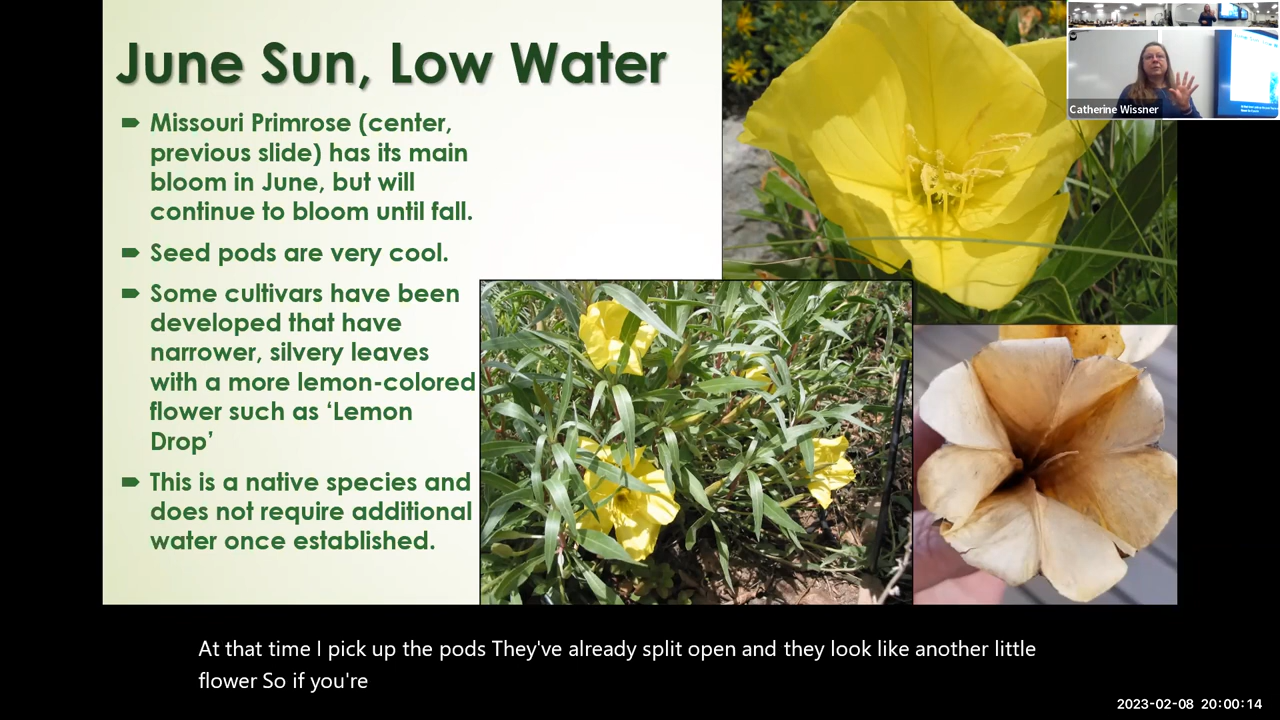 June Sun, Low Water
Missouri Primrose (center,
previous slide) has its main
bloom in June, but will
continue to bloom until fall.
Seed pods are very cool.
Some cultivars have been
developed that have
narrower, silvery leaves
with a more lemon-colored
flower such as ‘Lemon
Drop’
This is a native species and
does not require additional
water once established.
Catherine Wissner
At that time I pick up the pods They've already split open and they look like another little
flower So if you're
2023-02-08 20:00:14